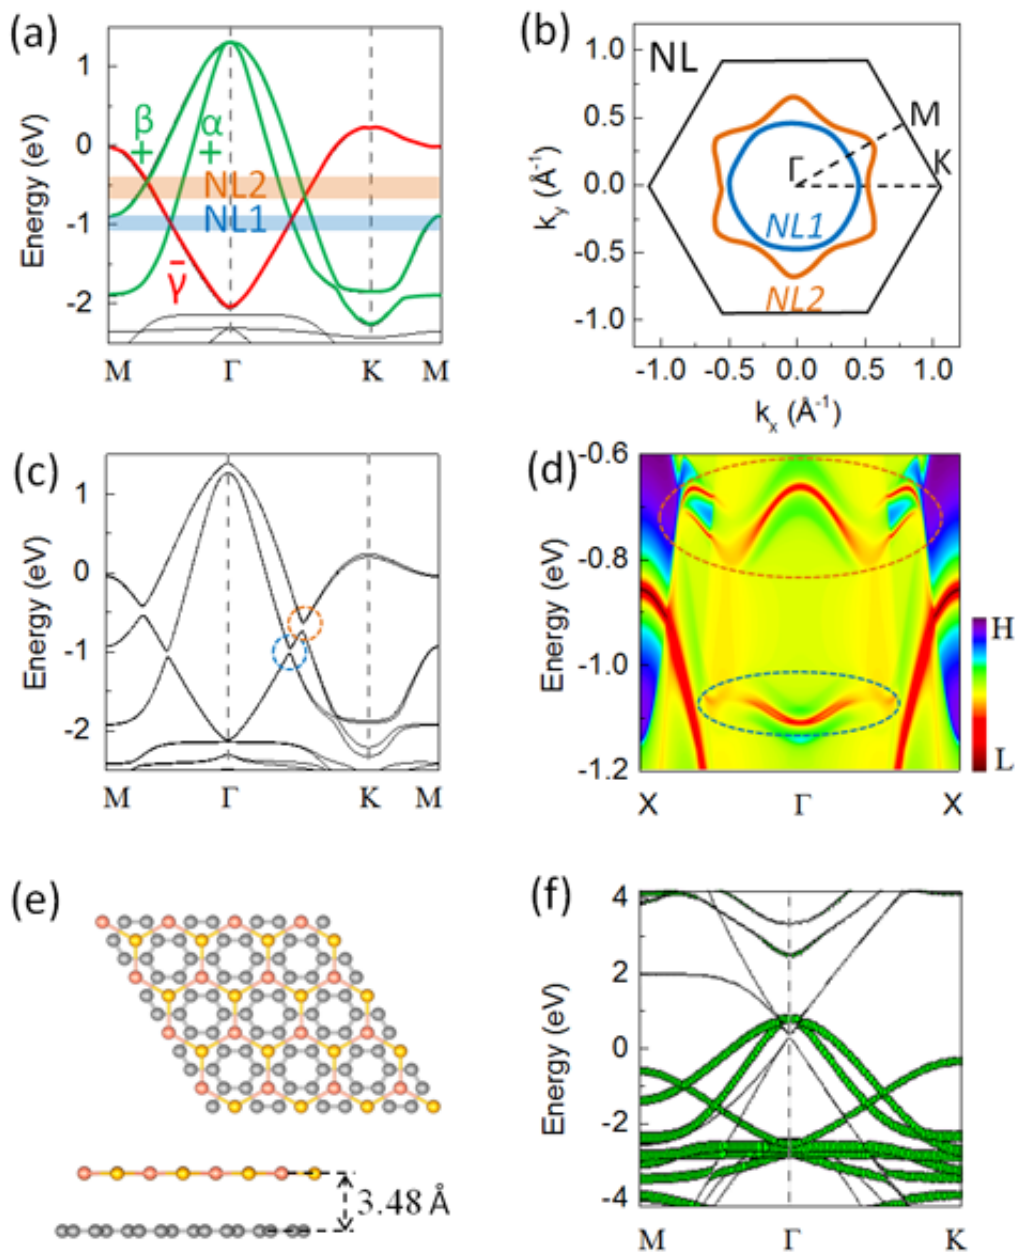 (a)
1
0
-1
-2
Energy (eV)
β
+
α
+
NL2
NL1
γ̄
M
Γ
K
M
(b)
NL
1.0
0.5
0.0
-0.5
-1.0
k_y (Å⁻¹)
M
Γ
K
NL1
NL2
-1.0
-0.5
0.0
0.5
1.0
k_x (Å⁻¹)
(c)
1
0
-1
-2
Energy (eV)
M
Γ
K
M
(d)
-0.6
-0.8
-1.0
-1.2
Energy (eV)
H
L
X
Γ
X
(e)
3.48 Å
(f)
4
2
0
-2
-4
Energy (eV)
M
Γ
K